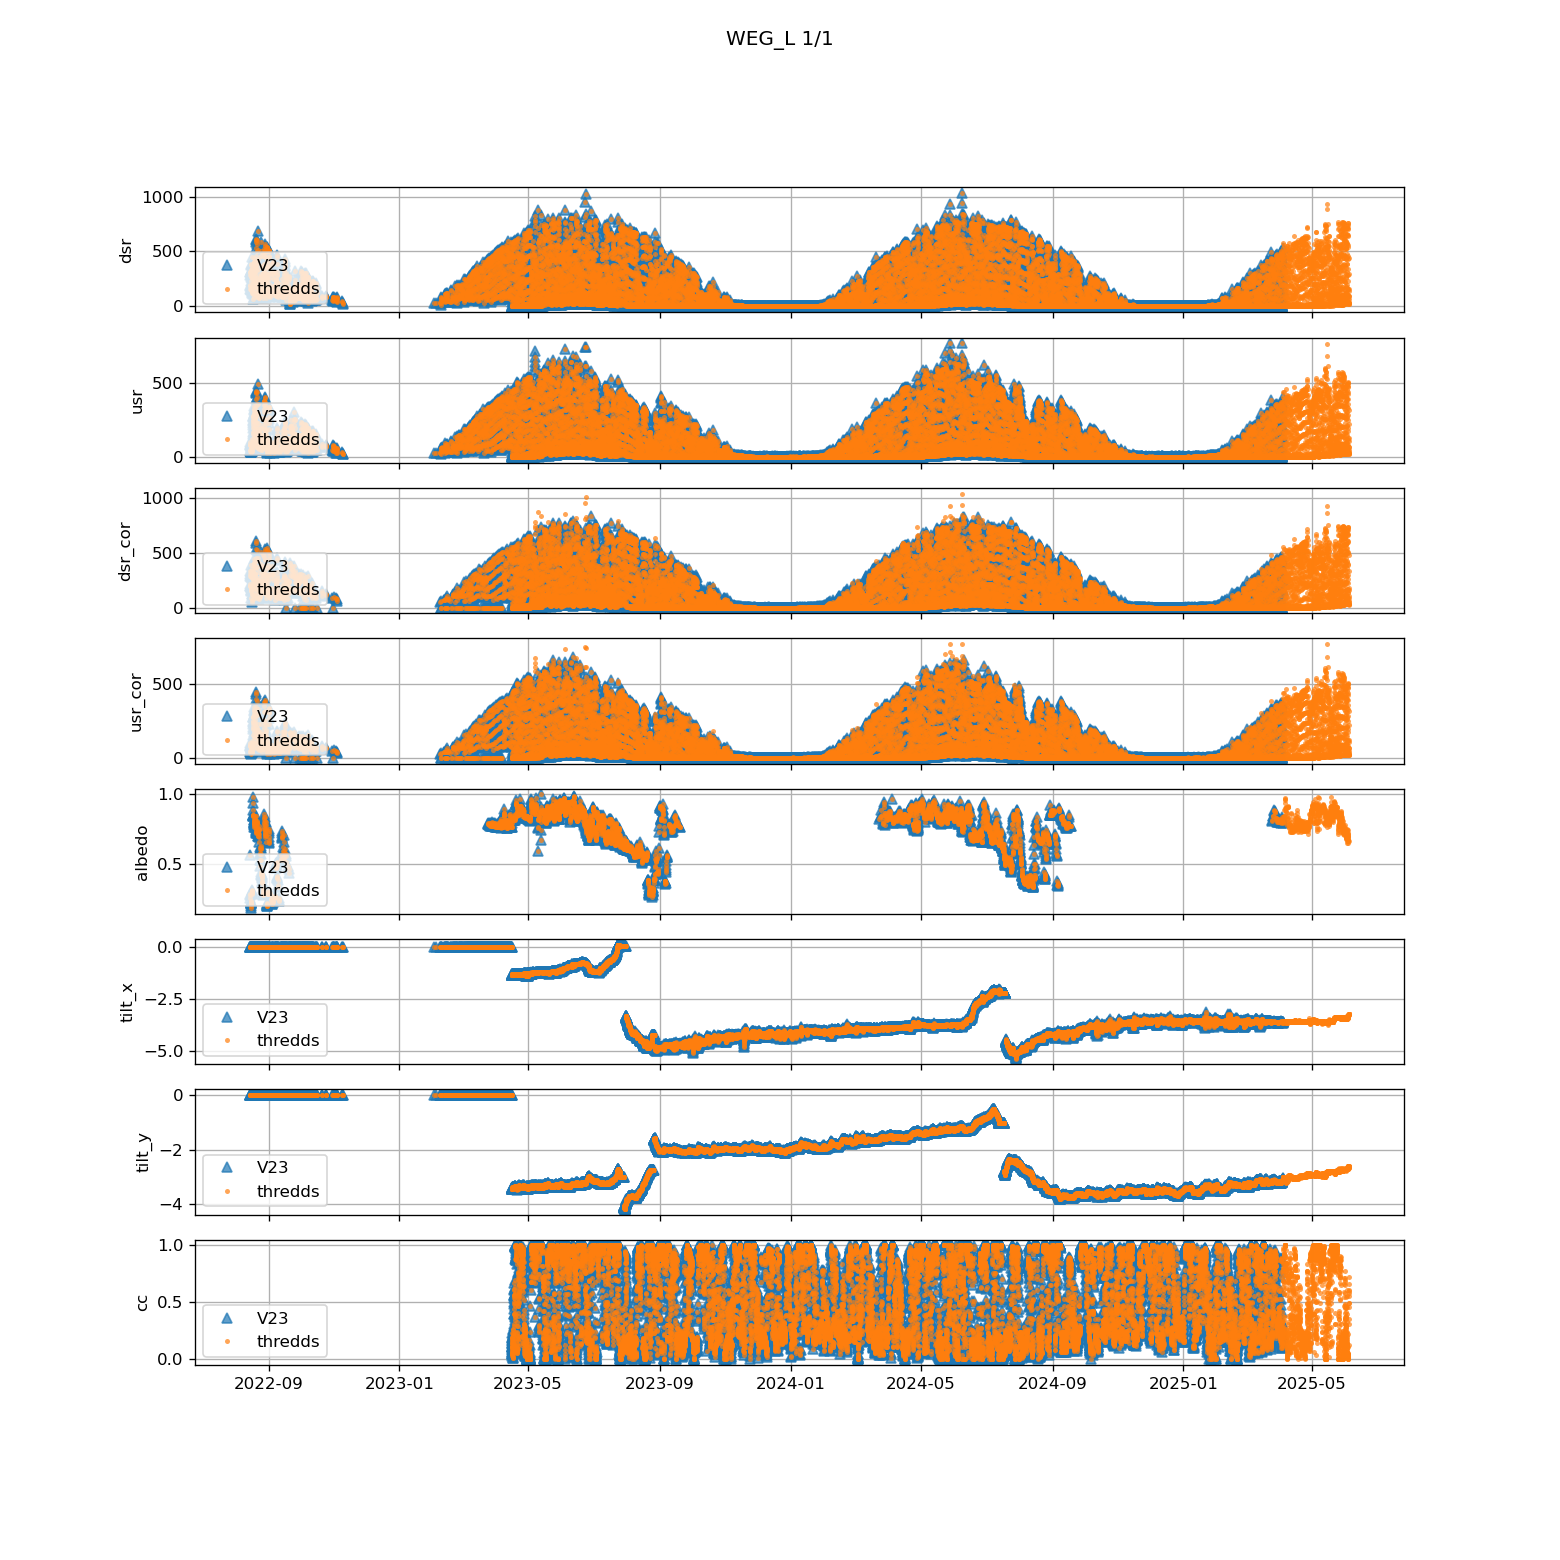 WEG_L 1/1
1000
500
0
dsr
V23
thredds
500
0
usr
V23
thredds
1000
500
0
dsr_cor
V23
thredds
500
0
usr_cor
V23
thredds
1.0
0.5
albedo
V23
thredds
0.0
−2.5
−5.0
tilt_x
V23
thredds
0
−2
−4
tilt_y
V23
thredds
1.0
0.5
0.0
cc
V23
thredds
2022-09 2023-01 2023-05 2023-09 2024-01 2024-05 2024-09 2025-01 2025-05